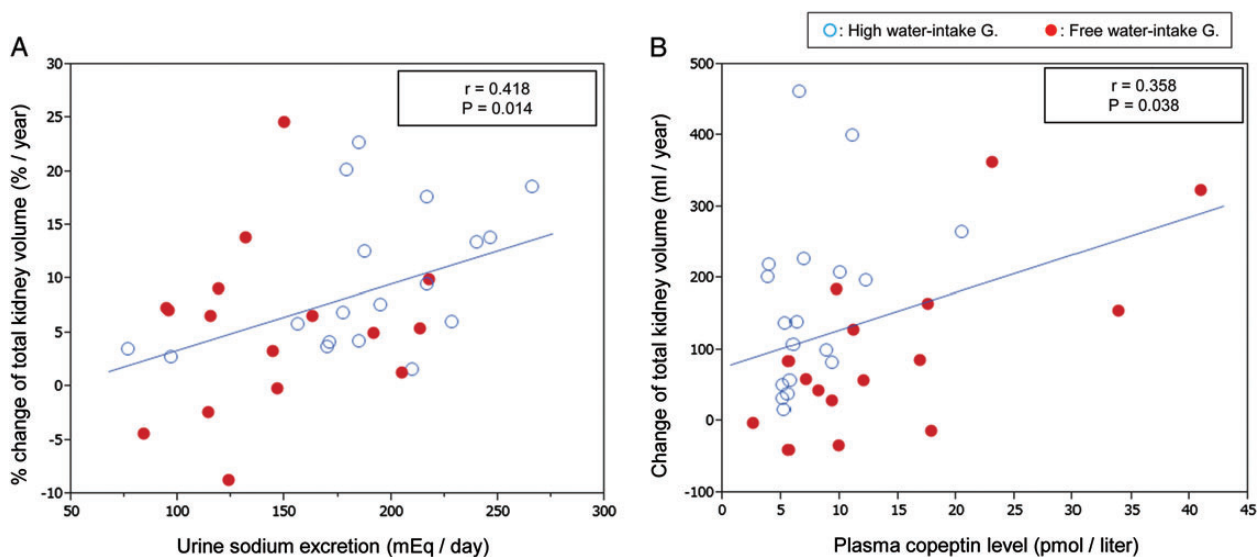 ○: High water-intake G. ●: Free water-intake G.
A
r = 0.418
P = 0.014
% change of total kidney volume (% / year)
30
25
20
15
10
5
0
-5
-10
50 100 150 200 250 300
Urine sodium excretion (mEq / day)
B
r = 0.358
P = 0.038
Change of total kidney volume (ml / year)
500
400
300
200
100
0
-100
0 5 10 15 20 25 30 35 40 45
Plasma copeptin level (pmol / liter)